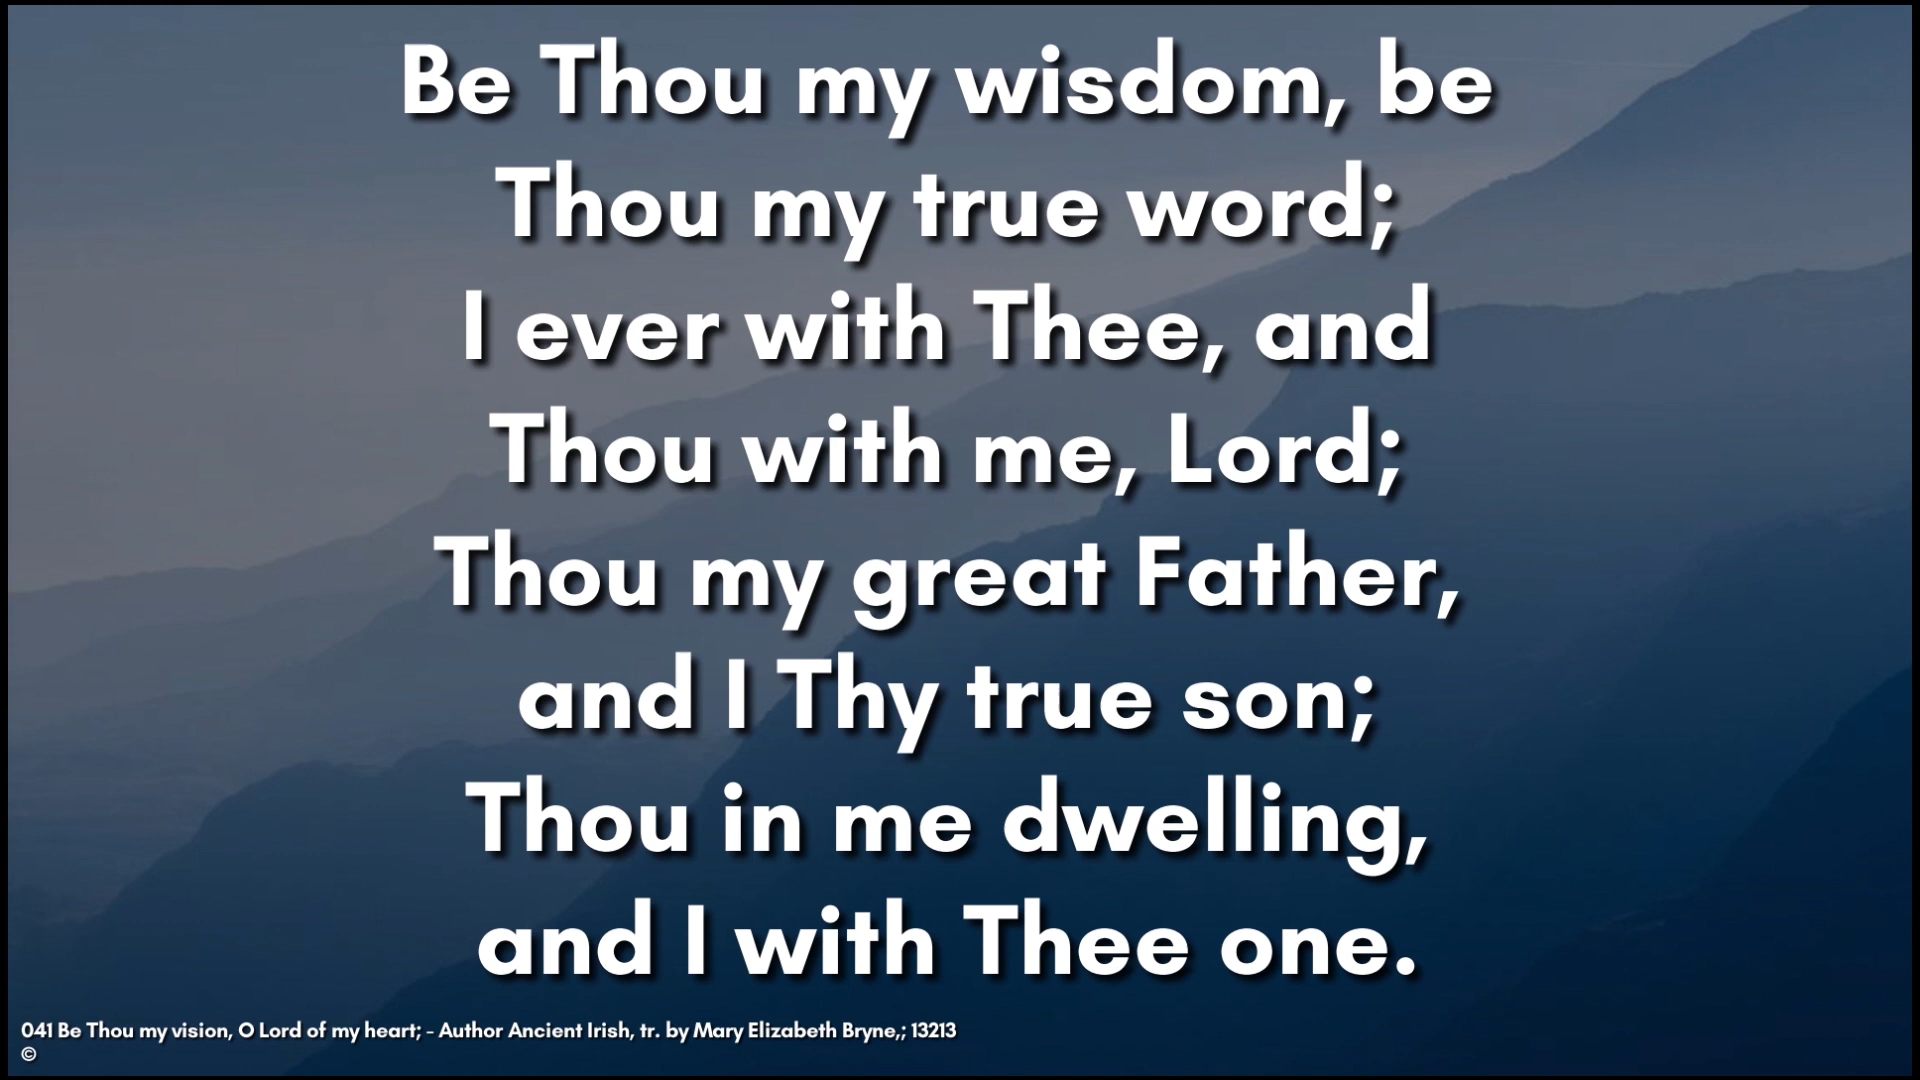 Be Thou my wisdom, be
Thou my true word;
I ever with Thee, and
Thou with me, Lord;
Thou my great Father,
and I Thy true son;
Thou in me dwelling,
and I with Thee one.
041 Be Thou my vision, O Lord of my heart; - Author Ancient Irish, tr. by Mary Elizabeth Bryne,; 13213
©